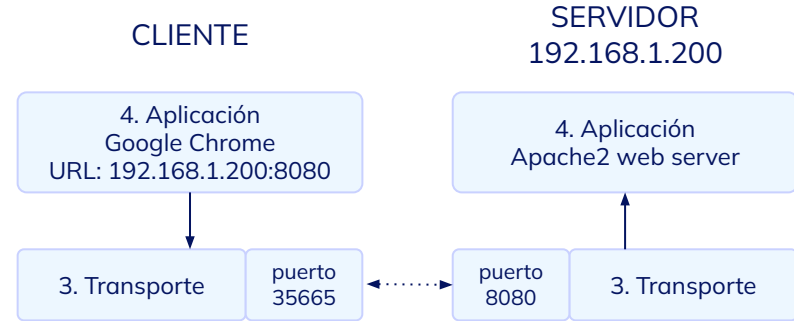 CLIENTE
SERVIDOR
192.168.1.200
4. Aplicación
Google Chrome
URL: 192.168.1.200:8080
4. Aplicación
Apache2 web server
3. Transporte
puerto
35665
puerto
8080
3. Transporte